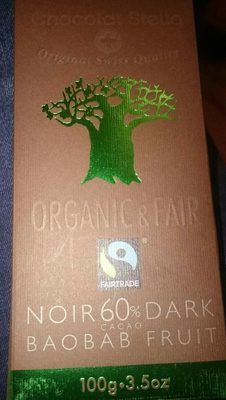 Chocolat Stella
Original Swiss Quality
ORGANIC & FAIR
FAIRTRADE
NOIR 60% DARK
CACAO
BAOBAB FRUIT
100g•3.5oz